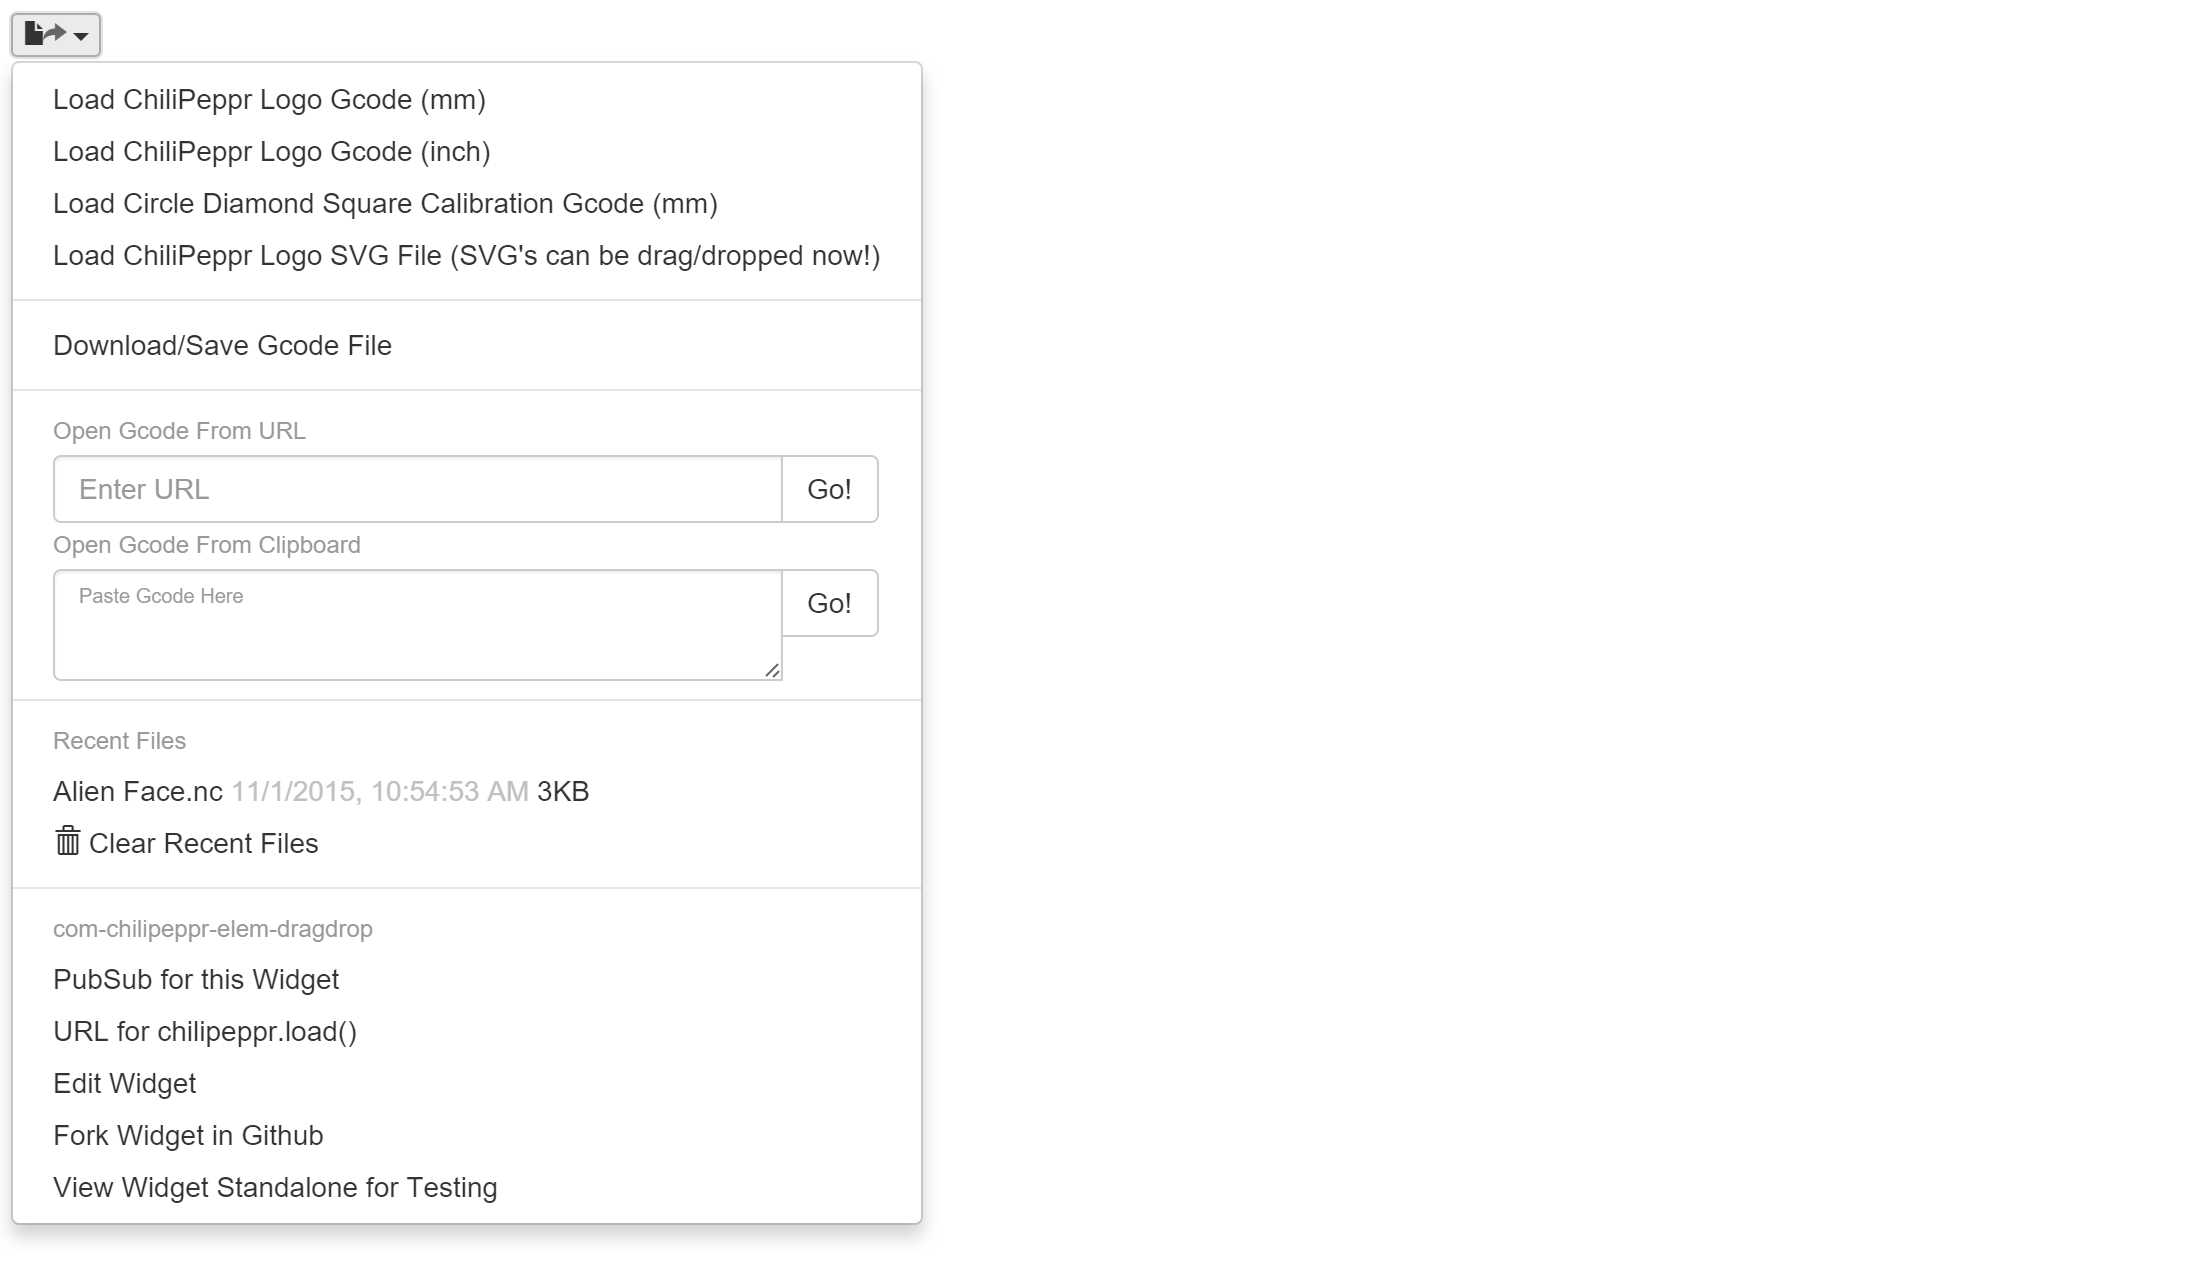 Load ChiliPeppr Logo Gcode (mm)
Load ChiliPeppr Logo Gcode (inch)
Load Circle Diamond Square Calibration Gcode (mm)
Load ChiliPeppr Logo SVG File (SVG's can be drag/dropped now!)
Download/Save Gcode File
Open Gcode From URL
Enter URL Go!
Open Gcode From Clipboard
Paste Gcode Here Go!
Recent Files
Alien Face.nc 11/1/2015, 10:54:53 AM 3KB
Clear Recent Files
com-chilipeppr-elem-dragdrop
PubSub for this Widget
URL for chilipeppr.load()
Edit Widget
Fork Widget in Github
View Widget Standalone for Testing